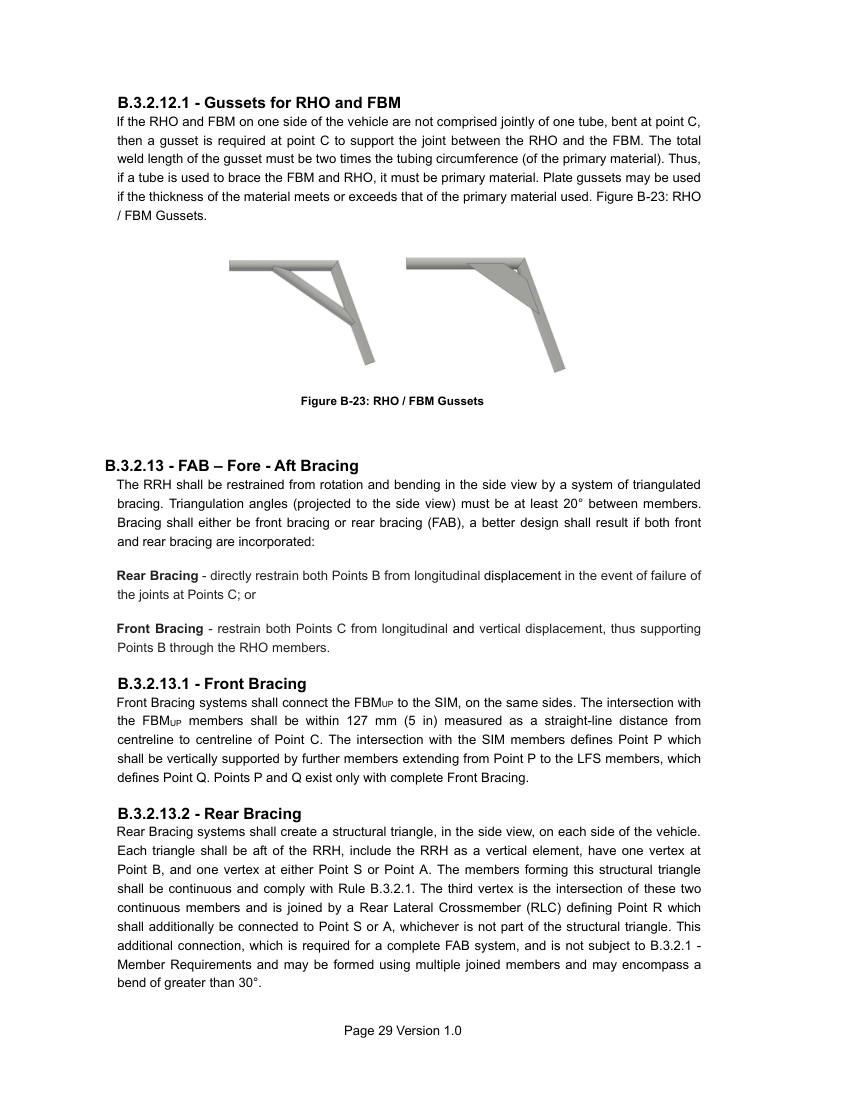 B.3.2.12.1 - Gussets for RHO and FBM
If the RHO and FBM on one side of the vehicle are not comprised jointly of one tube, bent at point C,
then a gusset is required at point C to support the joint between the RHO and the FBM. The total
weld length of the gusset must be two times the tubing circumference (of the primary material). Thus,
if a tube is used to brace the FBM and RHO, it must be primary material. Plate gussets may be used
if the thickness of the material meets or exceeds that of the primary material used. Figure B-23: RHO
/ FBM Gussets.
Figure B-23: RHO / FBM Gussets
B.3.2.13 - FAB – Fore - Aft Bracing
The RRH shall be restrained from rotation and bending in the side view by a system of triangulated
bracing. Triangulation angles (projected to the side view) must be at least 20° between members.
Bracing shall either be front bracing or rear bracing (FAB), a better design shall result if both front
and rear bracing are incorporated:
Rear Bracing - directly restrain both Points B from longitudinal displacement in the event of failure of
the joints at Points C; or
Front Bracing - restrain both Points C from longitudinal and vertical displacement, thus supporting
Points B through the RHO members.
B.3.2.13.1 - Front Bracing
Front Bracing systems shall connect the FBMUP to the SIM, on the same sides. The intersection with
the FBMUP members shall be within 127 mm (5 in) measured as a straight-line distance from
centreline to centreline of Point C. The intersection with the SIM members defines Point P which
shall be vertically supported by further members extending from Point P to the LFS members, which
defines Point Q. Points P and Q exist only with complete Front Bracing.
B.3.2.13.2 - Rear Bracing
Rear Bracing systems shall create a structural triangle, in the side view, on each side of the vehicle.
Each triangle shall be aft of the RRH, include the RRH as a vertical element, have one vertex at
Point B, and one vertex at either Point S or Point A. The members forming this structural triangle
shall be continuous and comply with Rule B.3.2.1. The third vertex is the intersection of these two
continuous members and is joined by a Rear Lateral Crossmember (RLC) defining Point R which
shall additionally be connected to Point S or A, whichever is not part of the structural triangle. This
additional connection, which is required for a complete FAB system, and is not subject to B.3.2.1 -
Member Requirements and may be formed using multiple joined members and may encompass a
bend of greater than 30°.
Page 29 Version 1.0